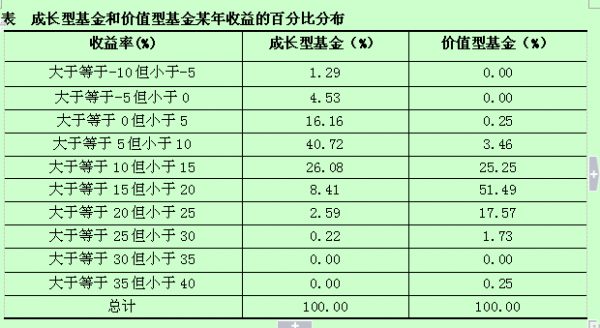 表 成长型基金和价值型基金某年收益的百分比分布
收益率(%) 成长型基金（%） 价值型基金（%）
大于等于-10但小于-5 1.29 0.00
大于等于-5但小于 0 4.53 0.00
大于等于 0但小于 5 16.16 0.25
大于等于 5但小于 10 40.72 3.46
大于等于 10但小于 15 26.08 25.25
大于等于 15但小于 20 8.41 51.49
大于等于 20但小于 25 2.59 17.57
大于等于 25但小于 30 0.22 1.73
大于等于 30但小于 35 0.00 0.00
大于等于 35但小于 40 0.00 0.25
总计 100.00 100.00